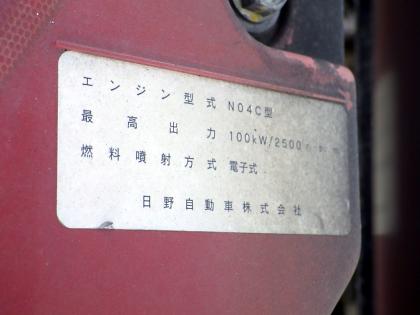 エンジン型式 N04C型
最高出力 100kW/2500
燃料噴射方式 電子式
日野自動車株式会社